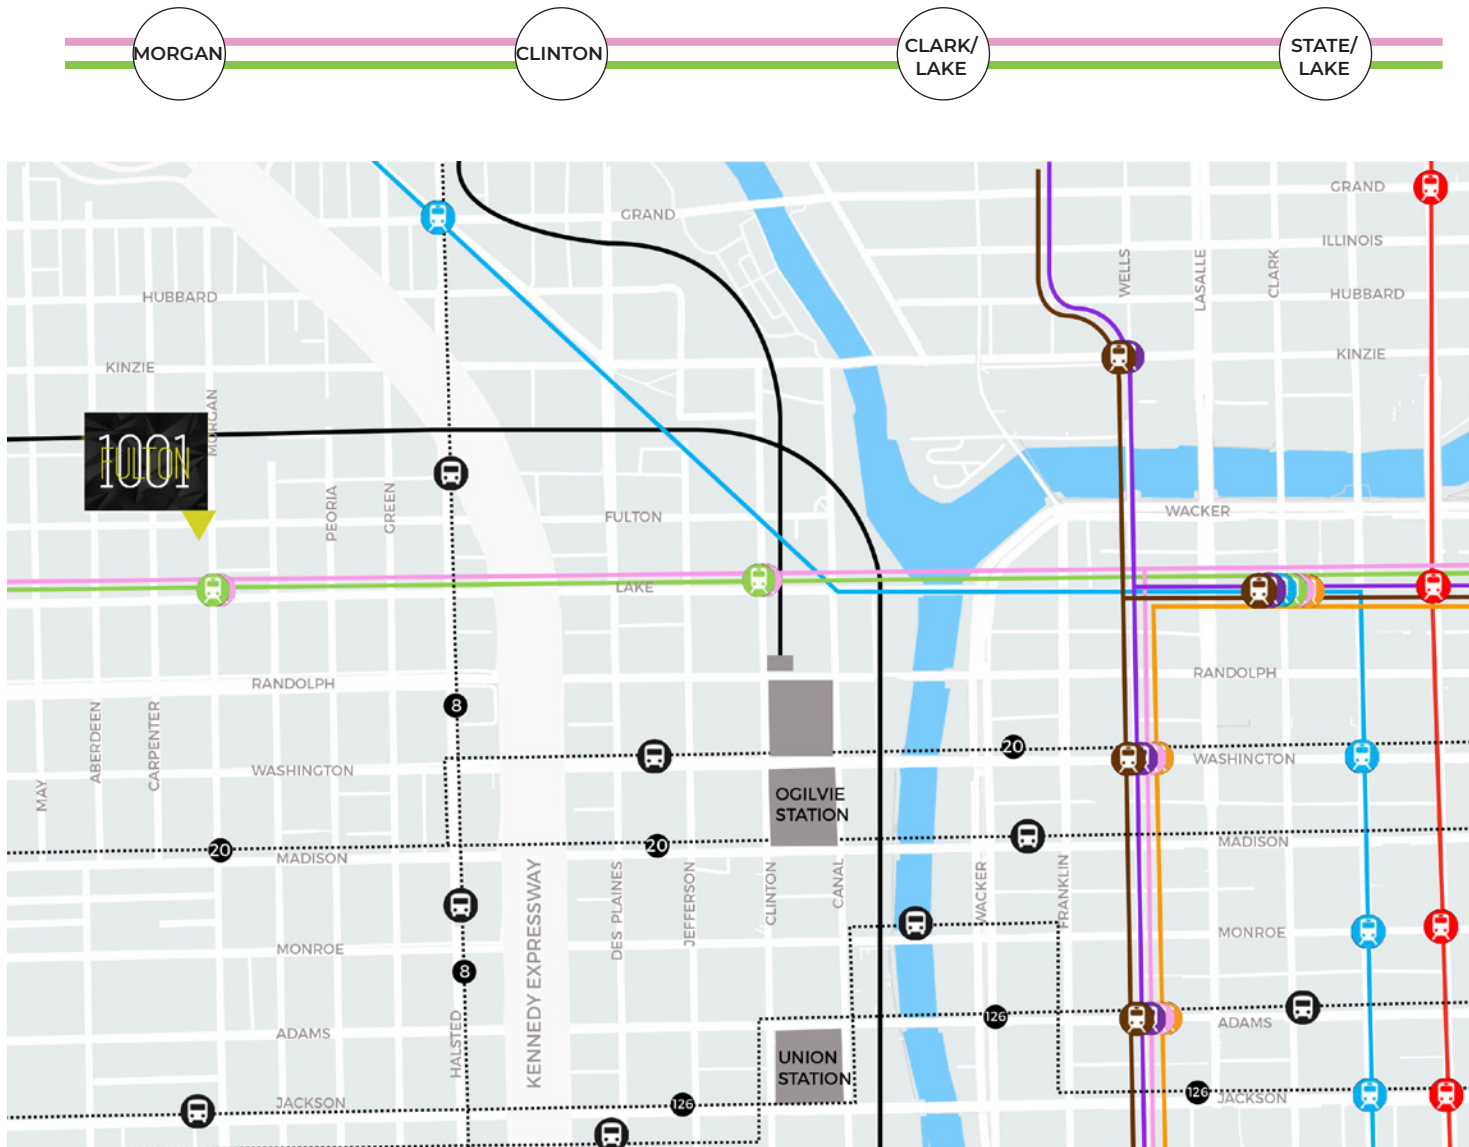 MORGAN
CLINTON
CLARK/
LAKE
STATE/
LAKE
GRAND
GRAND
ILLINOIS
WELLS
LASALLE
CLARK
HUBBARD
HUBBARD
KINZIE
KINZIE
MORGAN
1001
FULTON
PEORIA
GREEN
FULTON
WACKER
LAKE
RANDOLPH
RANDOLPH
8
ABERDEEN
CARPENTER
MAY
WASHINGTON
20
WASHINGTON
OGILVIE
STATION
20
MADISON
20
MADISON
KENNEDY EXPRESSWAY
DES PLAINES
JEFFERSON
CLINTON
CANAL
WACKER
FRANKLIN
MONROE
MONROE
8
HALSTED
ADAMS
126
ADAMS
UNION
STATION
JACKSON
126
126
JACKSON